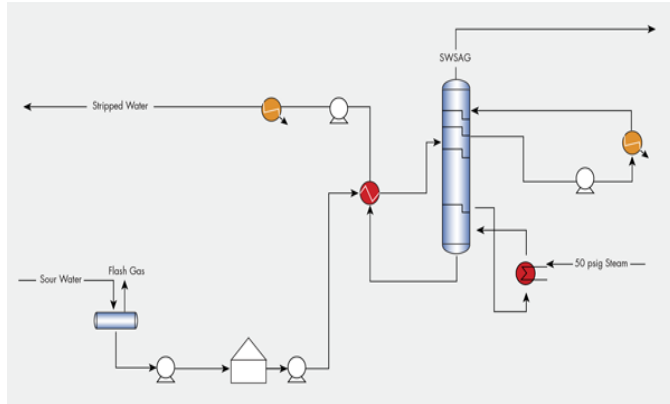 SWSAG
Stripped Water
Flash Gas
Sour Water
50 psig Steam